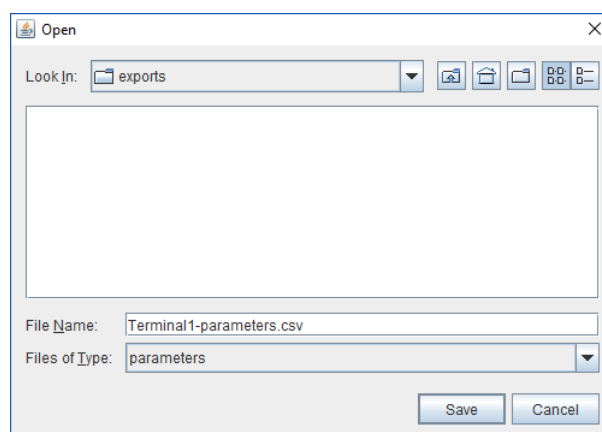 Open
Look In: exports
File Name: Terminal1-parameters.csv
Files of Type: parameters
Save Cancel